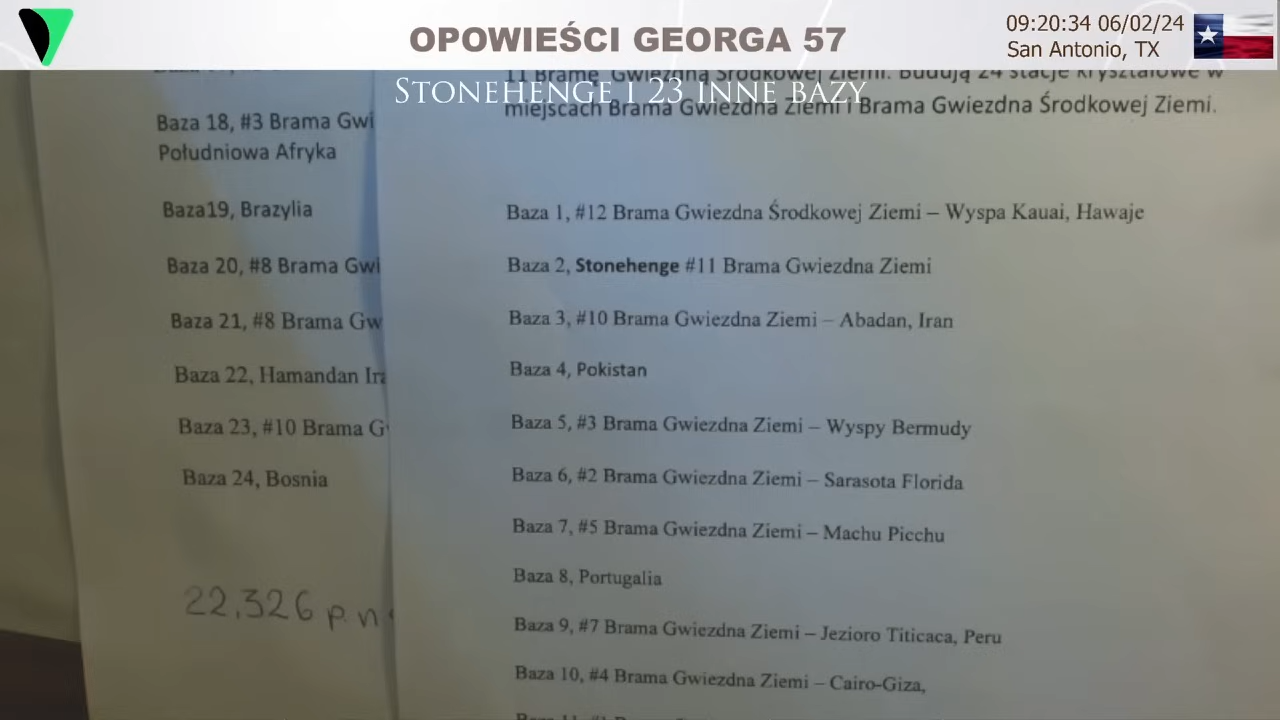 OPOWIEŚCI GEORGA 57
09:20:34 06/02/24
San Antonio, TX
STONEHENGE I 23 INNE BAZY
Baza 18, #3 Brama Gwi
Południowa Afryka
Baza19, Brazylia
Baza 20, #8 Brama Gwi
Baza 21, #8 Brama Gw
Baza 22, Hamandan Ira
Baza 23, #10 Brama G
Baza 24, Bosnia
22.326 p.n
11 Bramę Gwiezdną Środkowej Ziemi. Budują 24 stacje kryształowe w
miejscach Brama Gwiezdna Ziemi i Brama Gwiezdna Środkowej Ziemi.
Baza 1, #12 Brama Gwiezdna Środkowej Ziemi – Wyspa Kauai, Hawaje
Baza 2, Stonehenge #11 Brama Gwiezdna Ziemi
Baza 3, #10 Brama Gwiezdna Ziemi – Abadan, Iran
Baza 4, Pokistan
Baza 5, #3 Brama Gwiezdna Ziemi – Wyspy Bermudy
Baza 6, #2 Brama Gwiezdna Ziemi – Sarasota Florida
Baza 7, #5 Brama Gwiezdna Ziemi – Machu Picchu
Baza 8, Portugalia
Baza 9, #7 Brama Gwiezdna Ziemi – Jezioro Titicaca, Peru
Baza 10, #4 Brama Gwiezdna Ziemi – Cairo-Giza,